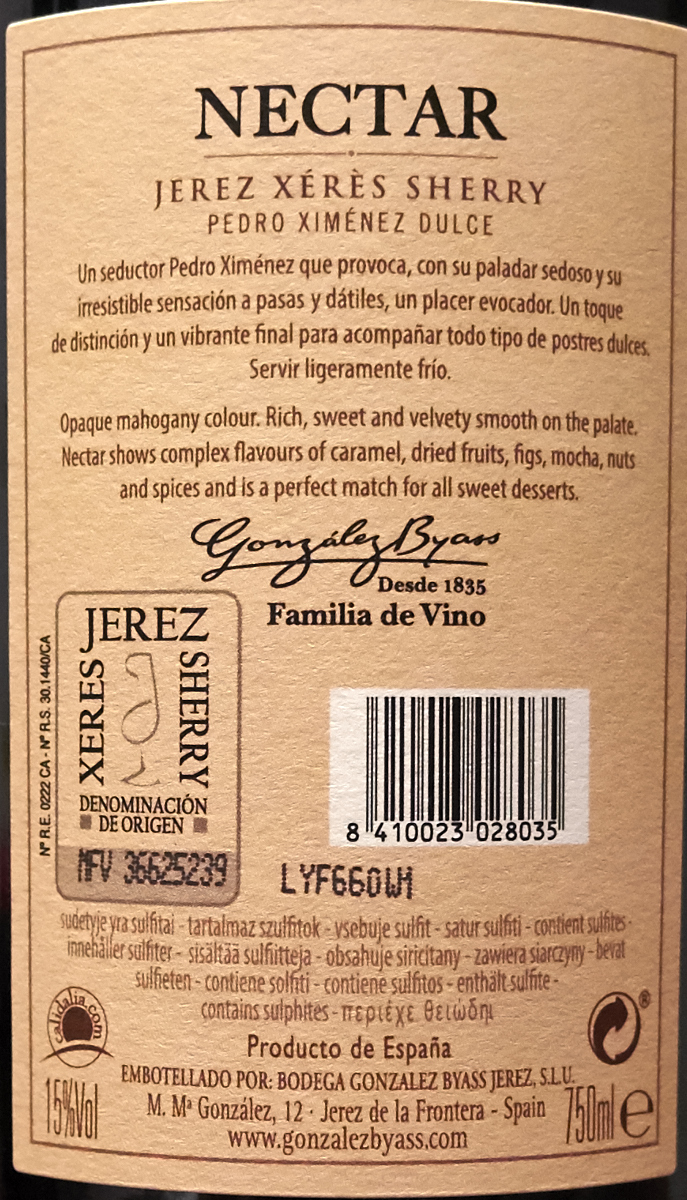 NECTAR
JEREZ XÉRÈS SHERRY
PEDRO XIMÉNEZ DULCE
Un seductor Pedro Ximénez que provoca, con su paladar sedoso y su
irresistible sensación a pasas y dátiles, un placer evocador. Un toque
de distinción y un vibrante final para acompañar todo tipo de postres dulces.
Servir ligeramente frío.
Opaque mahogany colour. Rich, sweet and velvety smooth on the palate.
Nectar shows complex flavours of caramel, dried fruits, figs, mocha, nuts
and spices and is a perfect match for all sweet desserts.
González Byass
Desde 1835
Familia de Vino
JEREZ
XERES
SHERRY
DENOMINACIÓN
DE ORIGEN
MFV 36625239
Nº R.E. 0222 CA - Nº R.S. 30.1440/CA
8 410023 028035
LYF660WM
sudetyje yra sulfitai - tartalmaz szulfitok - vsebuje sulfit - satur sulfiti - contient sulfites -
innehåller sulfiter - sisältää sulfiitteja - obsahuje siricitany - zawiera siarczyny - bevat
sulfieten - contiene solfiti - contiene sulfitos - enthält sulfite -
contains sulphites - περιέχε θειώδη
calidalia.com
®
Producto de España
EMBOTELLADO POR: BODEGA GONZALEZ BYASS JEREZ, S.L.U.
15%Vol
M. Mª González, 12 · Jerez de la Frontera - Spain
750ml e
www.gonzalezbyass.com